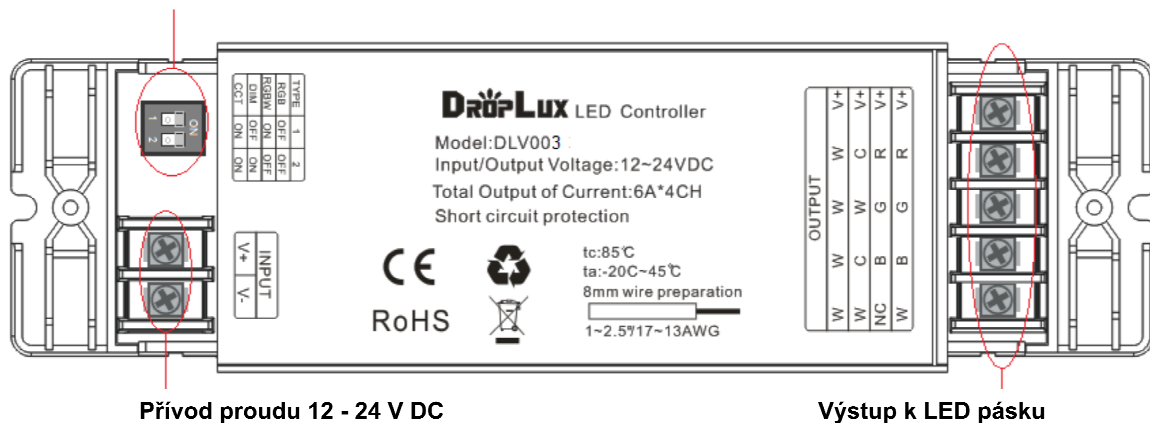 ON
1 2
TYPE 1 2
RGB OFF OFF
RGBW ON OFF
DIM OFF ON
CCT ON ON
INPUT
V+ V-
DROPLUX LED Controller
Model:DLV003
Input/Output Voltage:12~24VDC
Total Output of Current:6A*4CH
Short circuit protection
CE
RoHS
tc:85℃
ta:-20C~45℃
8mm wire preparation
1~2.5㎟/17~13AWG
OUTPUT
W W W W V+
W C W C V+
NC B G R V+
W B G R V+
Přívod proudu 12 - 24 V DC
Výstup k LED pásku